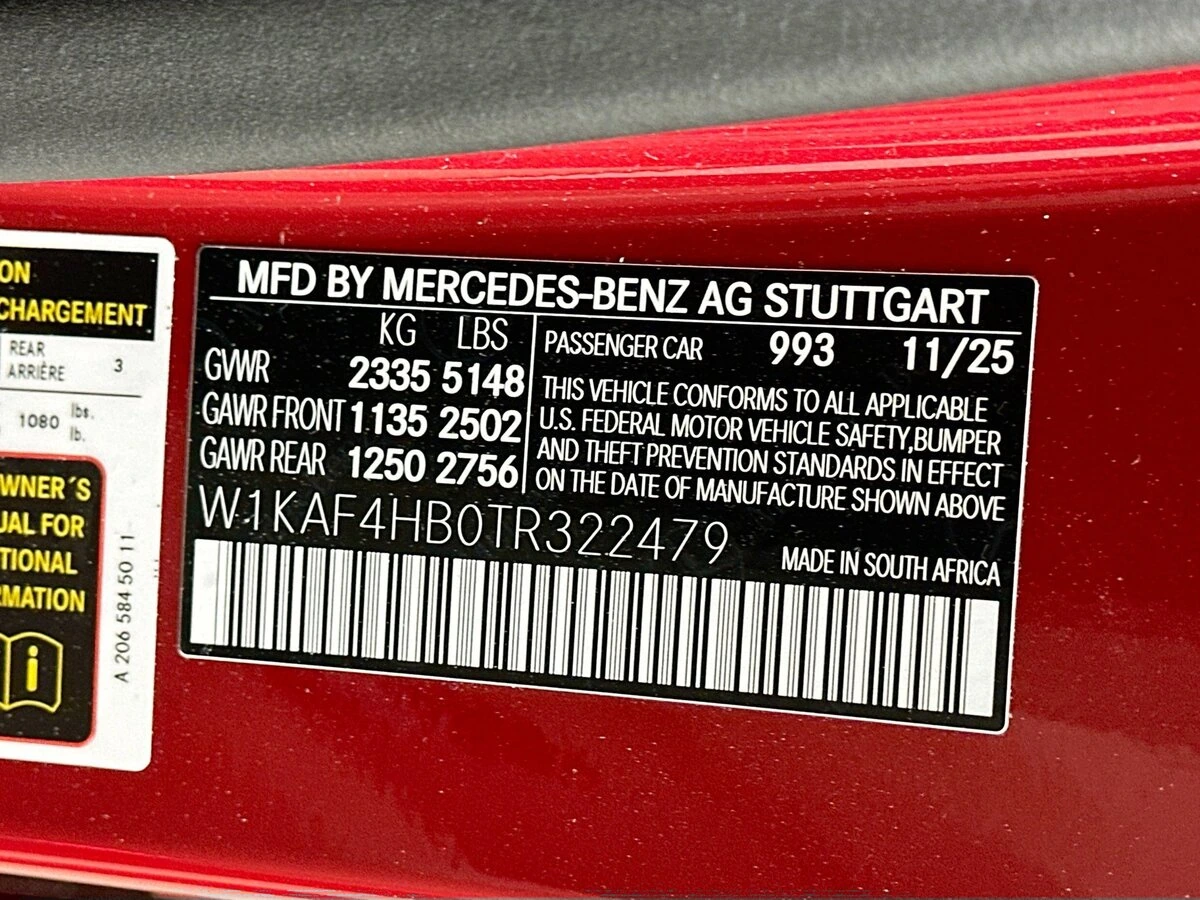 ON
CHARGEMENT
REAR
ARRIÈRE 3
1080 lbs.
lb.
WNER´S
UAL FOR
TIONAL
RMATION
i
A 206 584 50 11
MFD BY MERCEDES-BENZ AG STUTTGART
KG LBS
GVWR 2335 5148
GAWR FRONT 1135 2502
GAWR REAR 1250 2756
PASSENGER CAR 993 11/25
THIS VEHICLE CONFORMS TO ALL APPLICABLE
U.S. FEDERAL MOTOR VEHICLE SAFETY,BUMPER
AND THEFT PREVENTION STANDARDS IN EFFECT
ON THE DATE OF MANUFACTURE SHOWN ABOVE
W1KAF4HB0TR322479
MADE IN SOUTH AFRICA